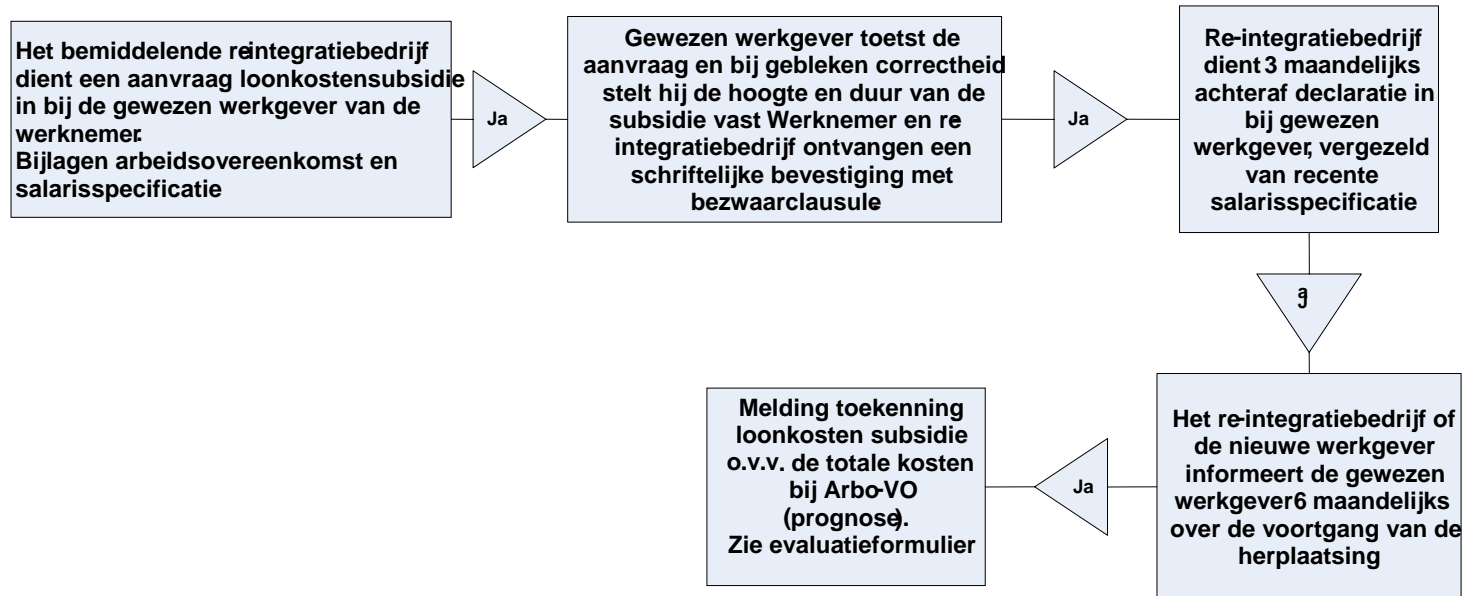 Het bemiddelende reintegratiebedrijf
dient een aanvraag loonkostensubsidie
in bij de gewezen werkgever van de
werknemer.
Bijlagen arbeidsovereenkomst en
salarisspecificatie
Ja
Gewezen werkgever toetst de
aanvraag en bij gebleken correctheid
stelt hij de hoogte en duur van de
subsidie vast Werknemer en re-
integratiebedrijf ontvangen een
schriftelijke bevestiging met
bezwaarclausule.
Ja
Re-integratiebedrijf
dient 3 maandelijks
achteraf declaratie in
bij gewezen
werkgever, vergezeld
van recente
salarisspecificatie
Ja
Het re-integratiebedrijf of
de nieuwe werkgever
informeert de gewezen
werkgever 6 maandelijks
over de voortgang van de
herplaatsing
Ja
Melding toekenning
loonkosten subsidie
o.v.v. de totale kosten
bij Arbo-VO
(prognose).
Zie evaluatieformulier